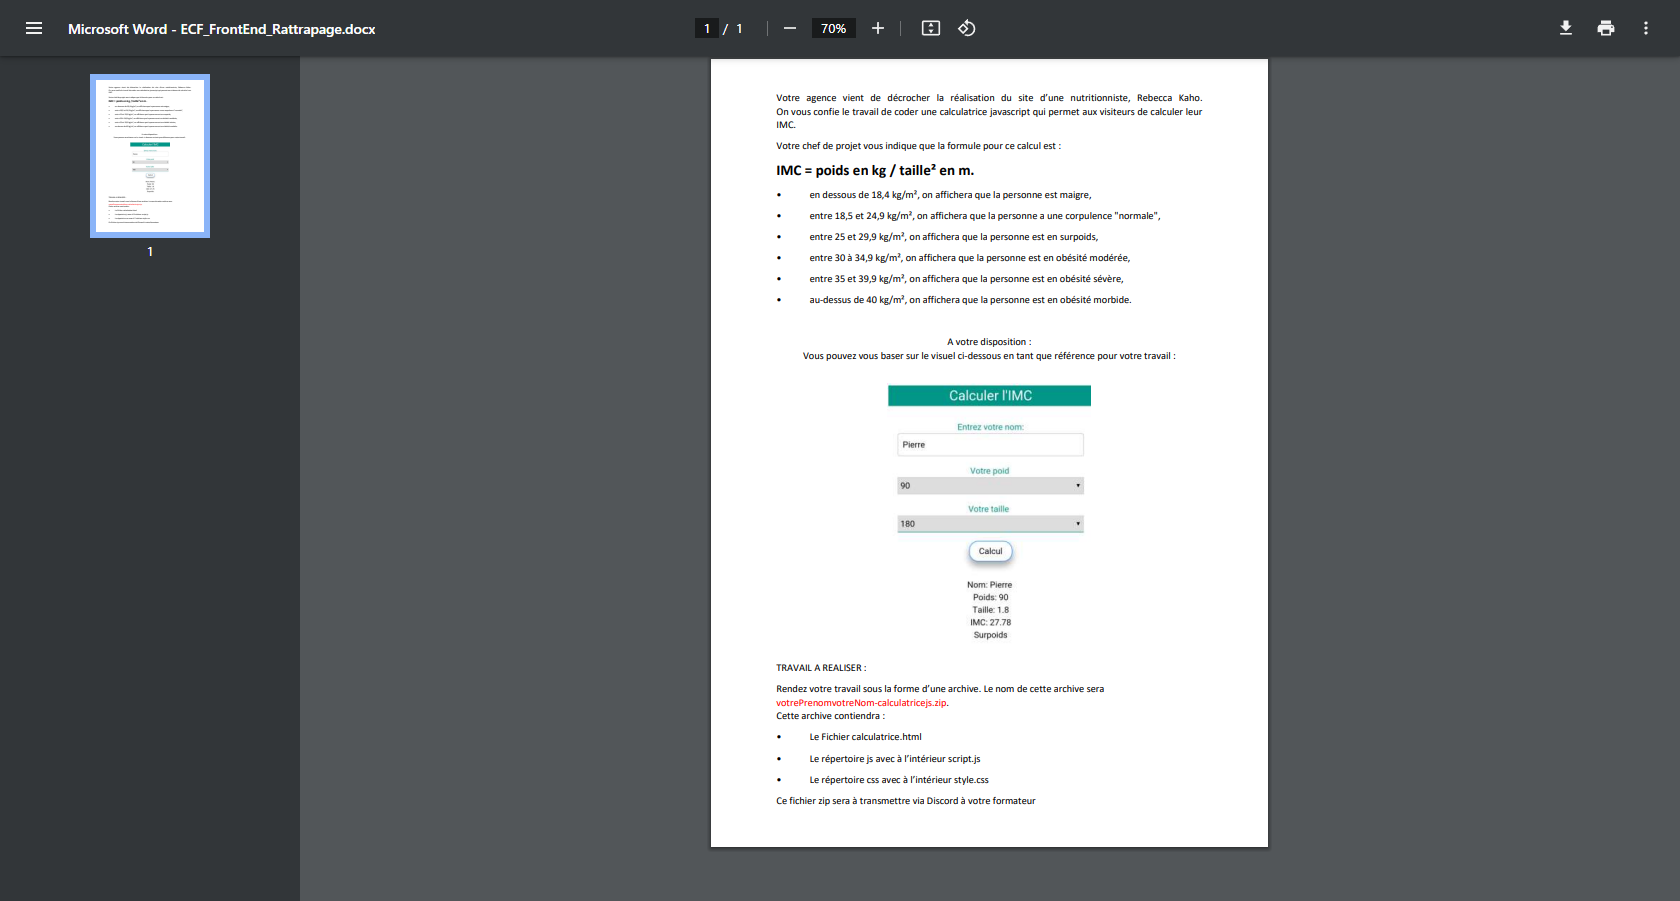 Microsoft Word - ECF_FrontEnd_Rattrapage.docx
1 / 1
70%
1
Votre agence vient de décrocher la réalisation du site d'une nutritionniste, Rebecca Kaho.
On vous confie le travail de coder une calculatrice javascript qui permet aux visiteurs de calculer leur
IMC.
Votre chef de projet vous indique que la formule pour ce calcul est :
IMC = poids en kg / taille² en m.
• en dessous de 18,4 kg/m², on affichera que la personne est maigre,
• entre 18,5 et 24,9 kg/m², on affichera que la personne a une corpulence "normale",
• entre 25 et 29,9 kg/m², on affichera que la personne est en surpoids,
• entre 30 à 34,9 kg/m², on affichera que la personne est en obésité modérée,
• entre 35 et 39,9 kg/m², on affichera que la personne est en obésité sévère,
• au-dessus de 40 kg/m², on affichera que la personne est en obésité morbide.
A votre disposition :
Vous pouvez vous baser sur le visuel ci-dessous en tant que référence pour votre travail :
Calculer l'IMC
Entrez votre nom:
Pierre
Votre poid
90
Votre taille
180
Calcul
Nom: Pierre
Poids: 90
Taille: 1.8
IMC: 27.78
Surpoids
TRAVAIL A REALISER :
Rendez votre travail sous la forme d'une archive. Le nom de cette archive sera
votrePrenomvotreNom-calculatricejs.zip.
Cette archive contiendra :
• Le Fichier calculatrice.html
• Le répertoire js avec à l'intérieur script.js
• Le répertoire css avec à l'intérieur style.css
Ce fichier zip sera à transmettre via Discord à votre formateur